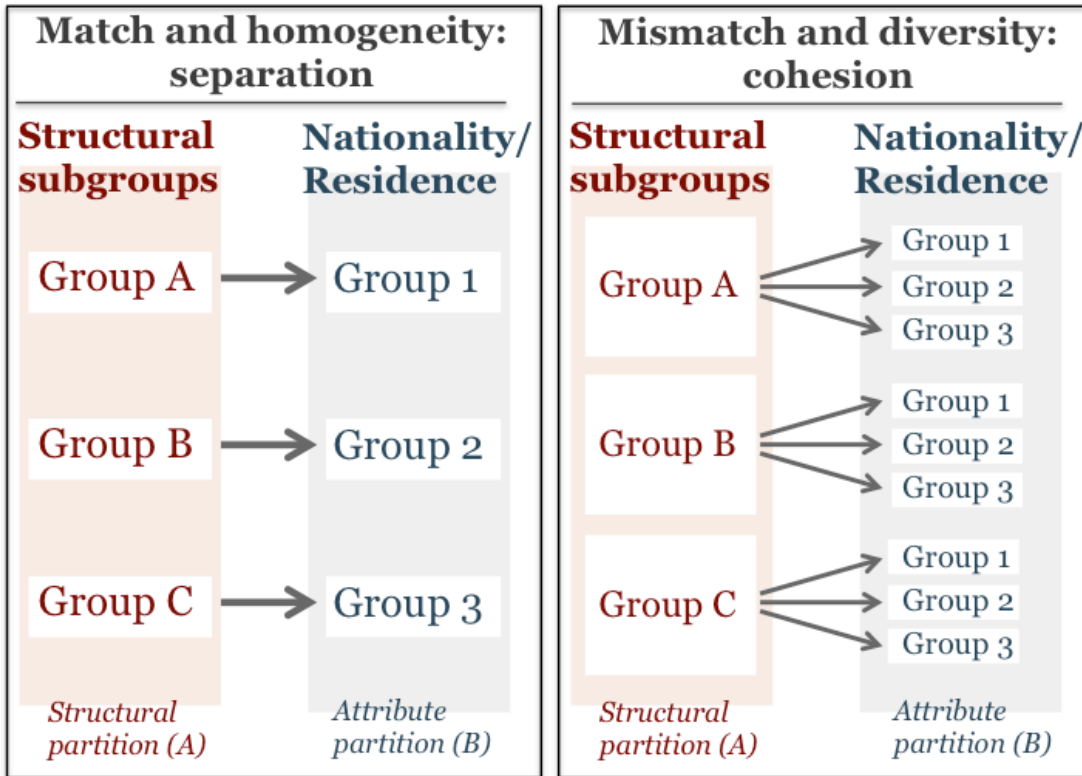 Match and homogeneity:
separation
Structural
subgroups
Nationality/
Residence
Group A
Group 1
Group B
Group 2
Group C
Group 3
Structural
partition (A)
Attribute
partition (B)
Mismatch and diversity:
cohesion
Structural
subgroups
Nationality/
Residence
Group A
Group 1
Group 2
Group 3
Group B
Group 1
Group 2
Group 3
Group C
Group 1
Group 2
Group 3
Structural
partition (A)
Attribute
partition (B)